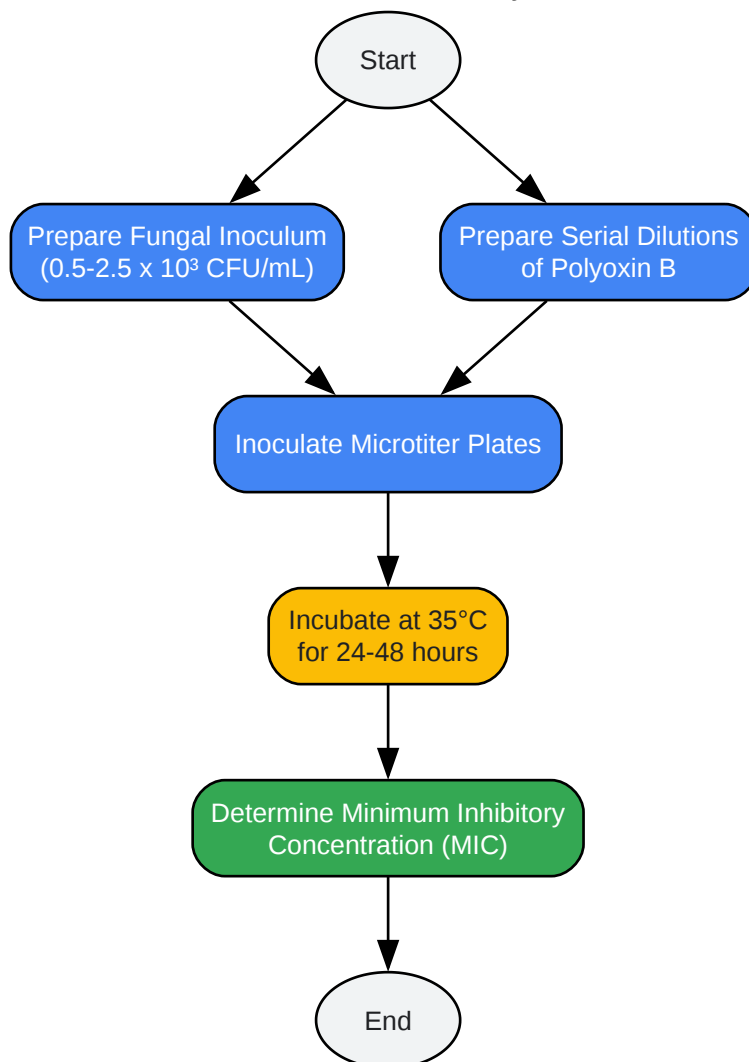 Start
Prepare Fungal Inoculum
(0.5-2.5 x 10³ CFU/mL)
Prepare Serial Dilutions
of Polyoxin B
Inoculate Microtiter Plates
Incubate at 35°C
for 24-48 hours
Determine Minimum Inhibitory
Concentration (MIC)
End